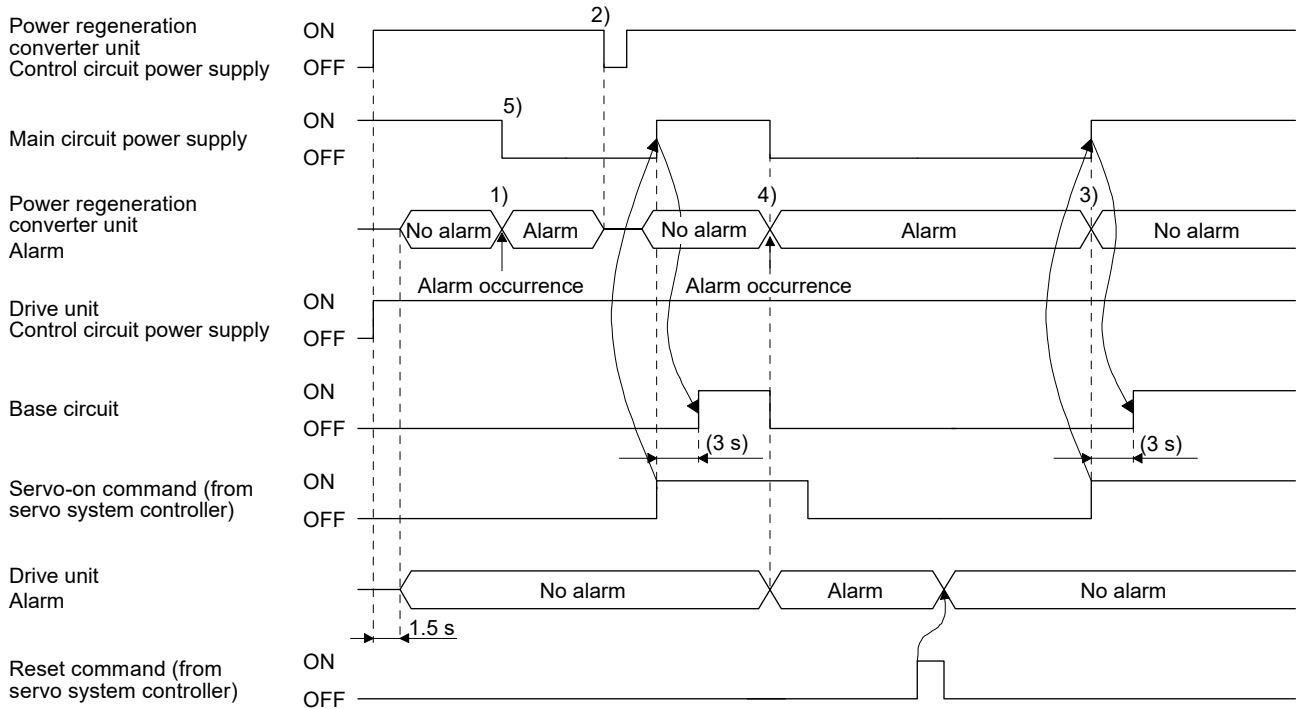 Power regeneration
converter unit
Control circuit power supply
ON
OFF
2)
Main circuit power supply
ON
OFF
5)
Power regeneration
converter unit
Alarm
1)
4)
3)
No alarm
Alarm
No alarm
Alarm
No alarm
Alarm occurrence
Alarm occurrence
Drive unit
Control circuit power supply
ON
OFF
Base circuit
ON
OFF
(3 s)
(3 s)
Servo-on command (from
servo system controller)
ON
OFF
Drive unit
Alarm
No alarm
Alarm
No alarm
1.5 s
Reset command (from
servo system controller)
ON
OFF